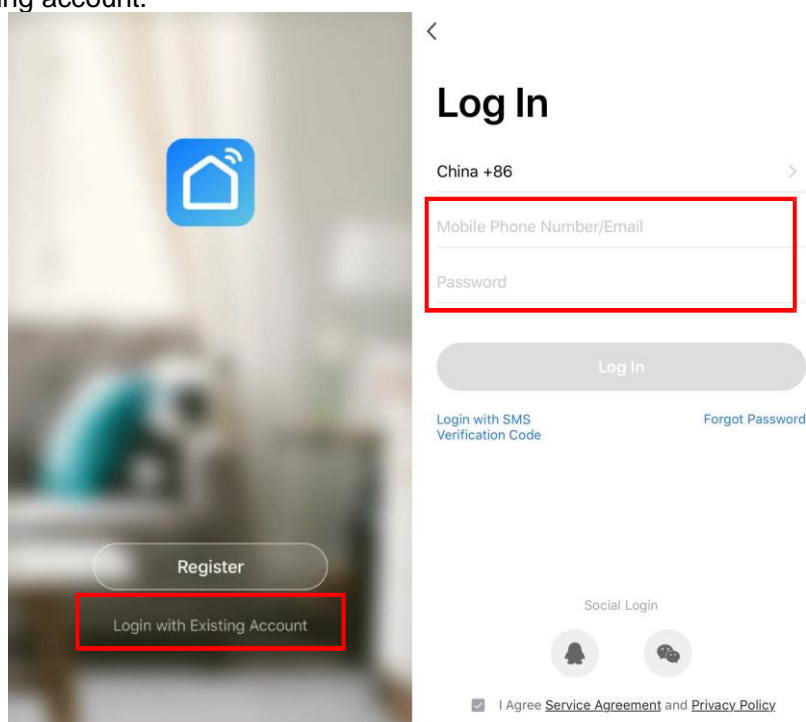 ing account.
Register
Login with Existing Account
Log In
China +86
Mobile Phone Number/Email
Password
Log In
Login with SMS
Verification Code
Forgot Password
Social Login
I Agree Service Agreement and Privacy Policy